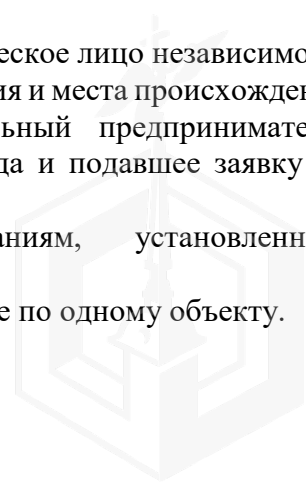 еское лицо независимо
ия и места происхожден
ьный предпринимате
да и подавшее заявку
аниям, установленн
е по одному объекту.